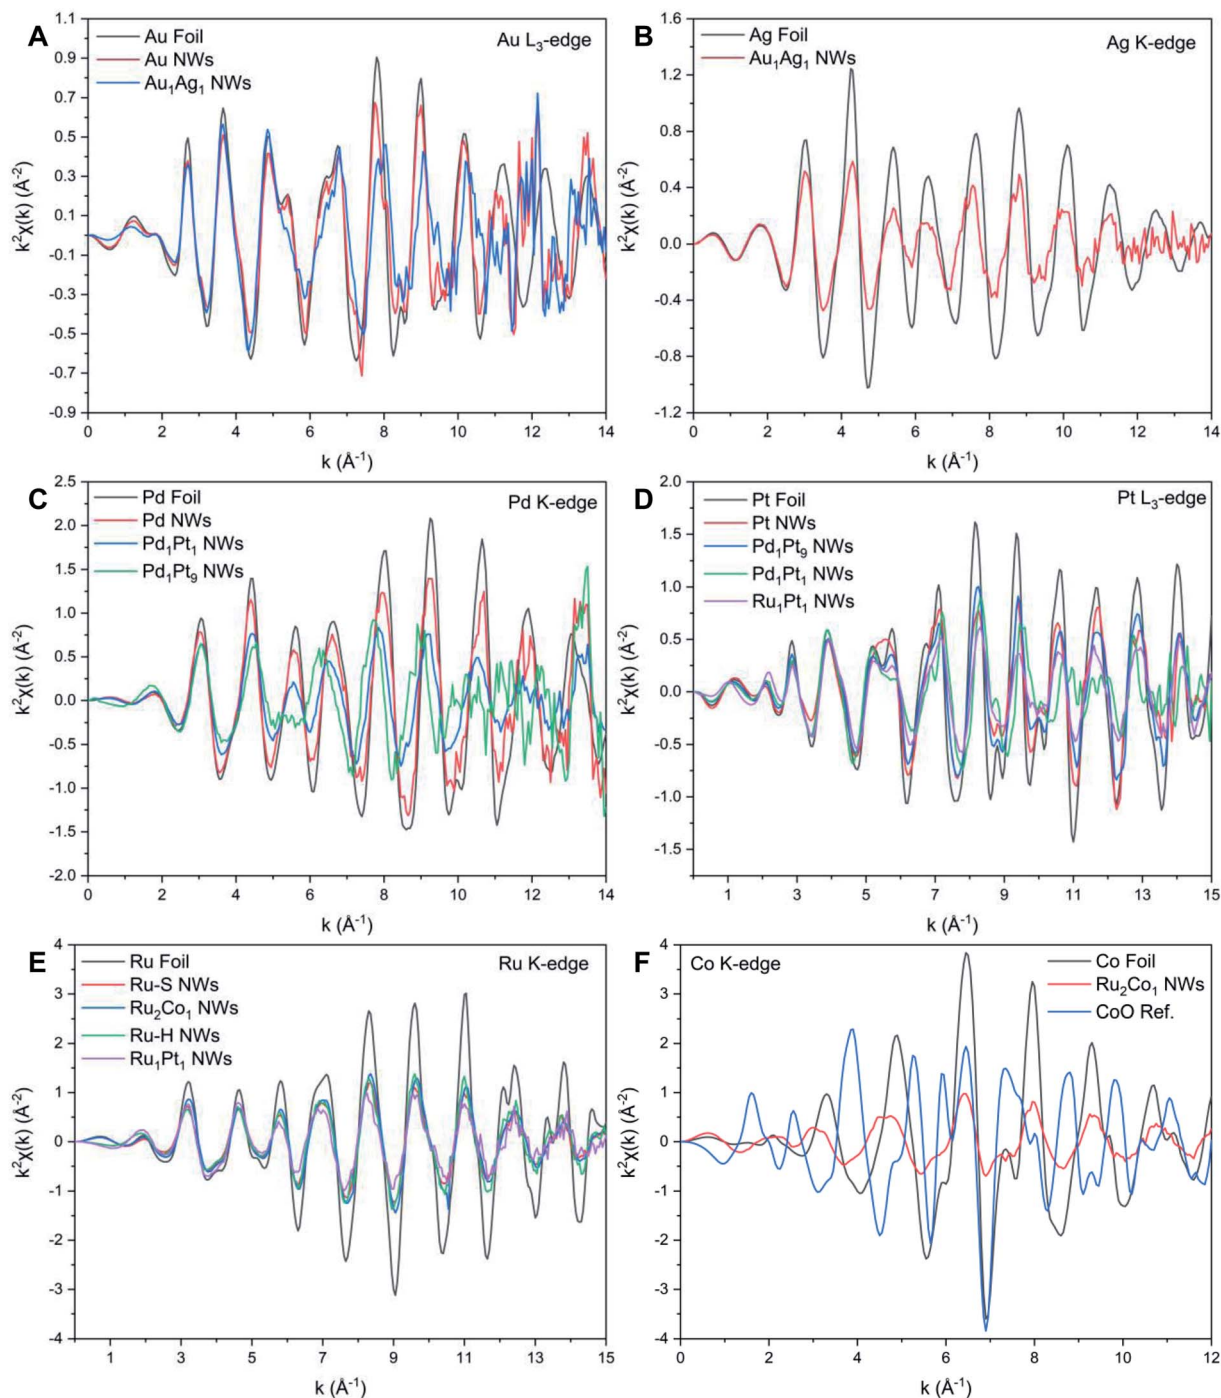 A
Au Foil
Au NWs
Au₁Ag₁ NWs
Au L₃-edge
k²χ(k) (Å⁻²)
1.1
0.9
0.7
0.5
0.3
0.1
-0.1
-0.3
-0.5
-0.7
-0.9
0 2 4 6 8 10 12 14
k (Å⁻¹)
B
Ag Foil
Au₁Ag₁ NWs
Ag K-edge
k²χ(k) (Å⁻²)
1.6
1.2
0.8
0.4
0.0
-0.4
-0.8
-1.2
0 2 4 6 8 10 12 14
k (Å⁻¹)
C
Pd Foil
Pd NWs
Pd₁Pt₁ NWs
Pd₁Pt₉ NWs
Pd K-edge
k²χ(k) (Å⁻²)
2.5
2.0
1.5
1.0
0.5
0.0
-0.5
-1.0
-1.5
-2.0
0 2 4 6 8 10 12 14
k (Å⁻¹)
D
Pt Foil
Pt NWs
Pd₁Pt₉ NWs
Pd₁Pt₁ NWs
Ru₁Pt₁ NWs
Pt L₃-edge
k²χ(k) (Å⁻²)
2.0
1.5
1.0
0.5
0.0
-0.5
-1.0
-1.5
1 3 5 7 9 11 13 15
k (Å⁻¹)
E
Ru Foil
Ru-S NWs
Ru₂Co₁ NWs
Ru-H NWs
Ru₁Pt₁ NWs
Ru K-edge
k²χ(k) (Å⁻²)
4
3
2
1
0
-1
-2
-3
-4
1 3 5 7 9 11 13 15
k (Å⁻¹)
F
Co K-edge
Co Foil
Ru₂Co₁ NWs
CoO Ref.
k²χ(k) (Å⁻²)
4
3
2
1
0
-1
-2
-3
-4
0 2 4 6 8 10 12
k (Å⁻¹)